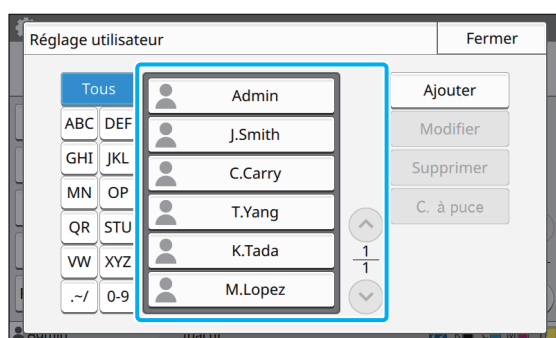 Réglage utilisateur
Fermer
Tous
ABC DEF
GHI JKL
MN OP
QR STU
VW XYZ
.~/ 0-9
Admin
J.Smith
C.Carry
T.Yang
K.Tada
M.Lopez
1
1
Ajouter
Modifier
Supprimer
C. à puce